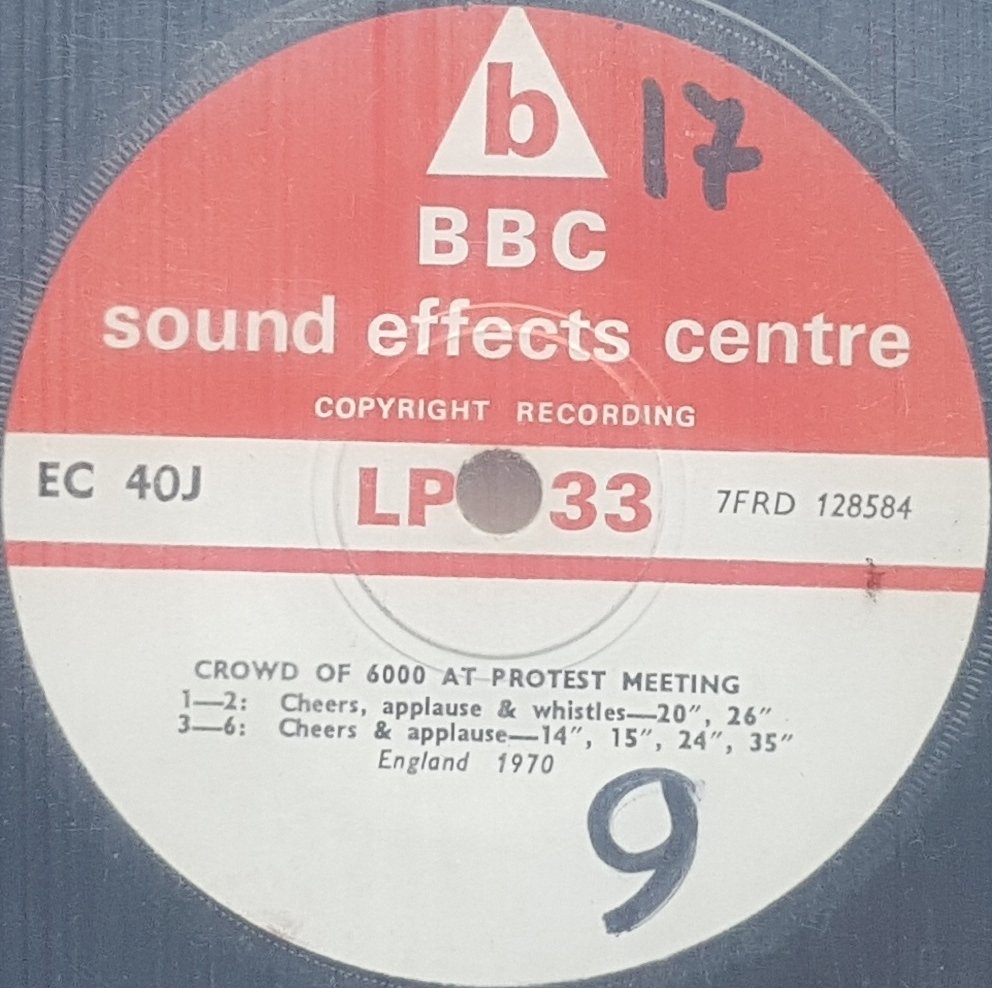 b
17
BBC
sound effects centre
COPYRIGHT RECORDING
EC 40J LP 33 7FRD 128584
CROWD OF 6000 AT PROTEST MEETING
1—2: Cheers, applause & whistles—20″, 26″
3—6: Cheers & applause—14″, 15″, 24″, 35″
England 1970
9